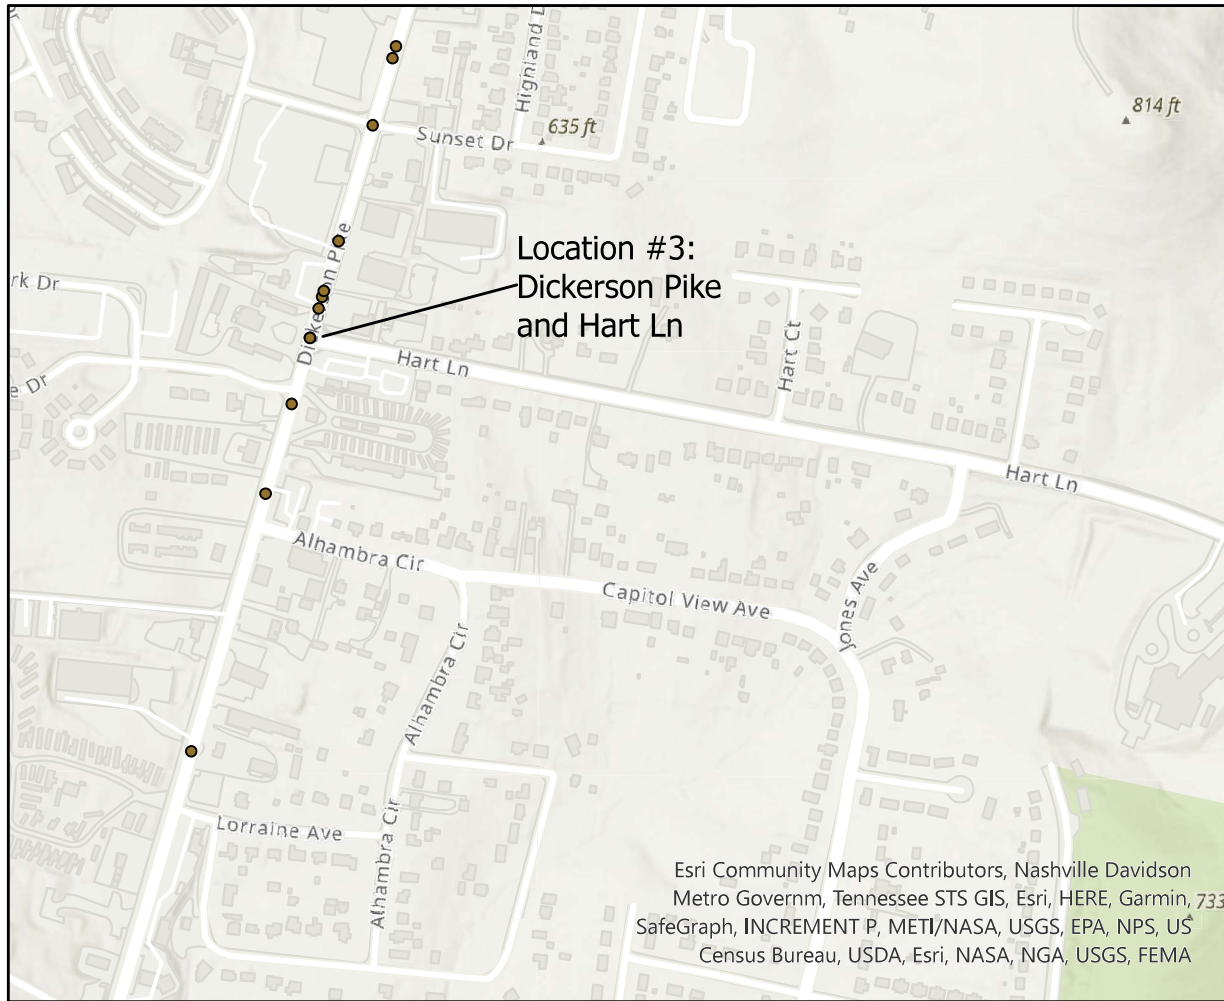 Highland D
814 ft
635 ft
Sunset Dr
Location #3:
Dickerson Pike
and Hart Ln
Dickerson Pike
rk Dr
Hart Ln
Hart Ct
e Dr
Hart Ln
Alhambra Cir
Capitol View Ave
Jones Ave
Alhambra Cir
Alhambra Cir
Lorraine Ave
Esri Community Maps Contributors, Nashville Davidson
Metro Governm, Tennessee STS GIS, Esri, HERE, Garmin,
SafeGraph, INCREMENT P, METI/NASA, USGS, EPA, NPS, US
Census Bureau, USDA, Esri, NASA, NGA, USGS, FEMA
733